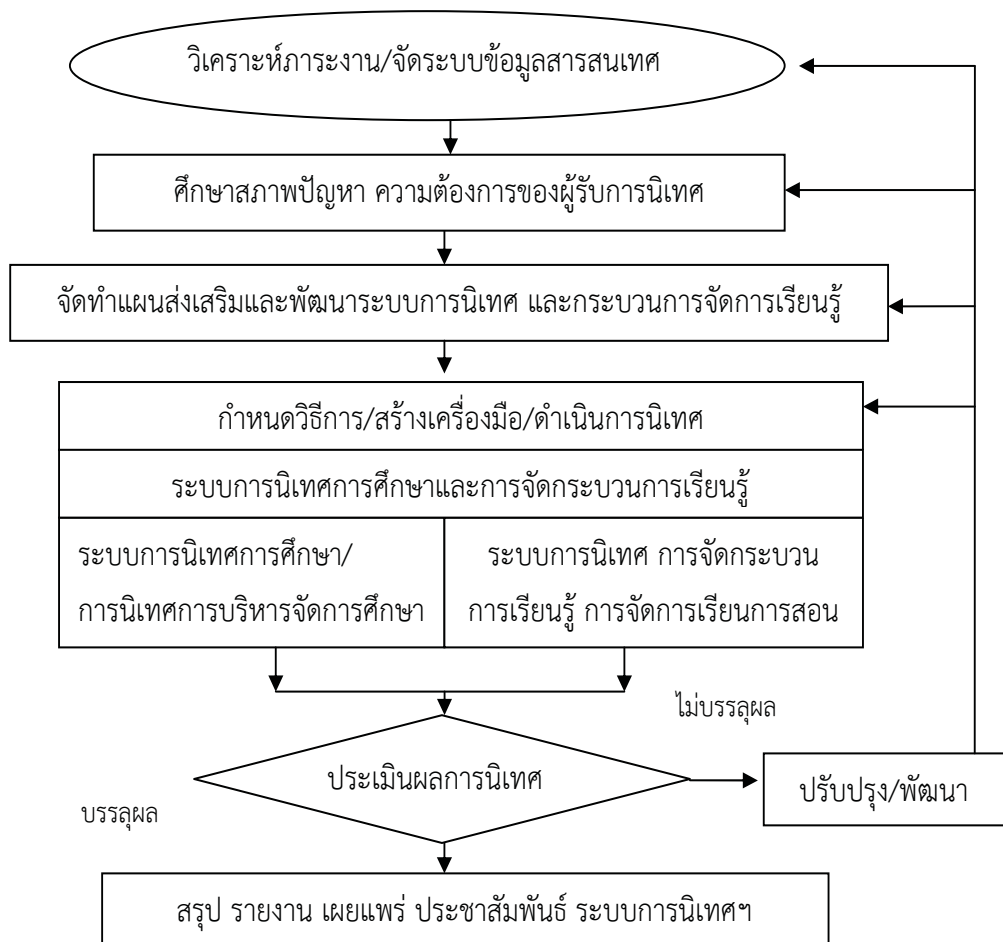 วิเคราะห์ภาระงาน/จัดระบบข้อมูลสารสนเทศ
ศึกษาสภาพปัญหา ความต้องการของผู้รับการนิเทศ
จัดทำแผนส่งเสริมและพัฒนาระบบการนิเทศ และกระบวนการจัดการเรียนรู้
กำหนดวิธีการ/สร้างเครื่องมือ/ดำเนินการนิเทศ
ระบบการนิเทศการศึกษาและการจัดกระบวนการเรียนรู้
ระบบการนิเทศการศึกษา/
การนิเทศการบริหารจัดการศึกษา
ระบบการนิเทศ การจัดกระบวน
การเรียนรู้ การจัดการเรียนการสอน
ไม่บรรลุผล
ประเมินผลการนิเทศ
ปรับปรุง/พัฒนา
บรรลุผล
สรุป รายงาน เผยแพร่ ประชาสัมพันธ์ ระบบการนิเทศฯ